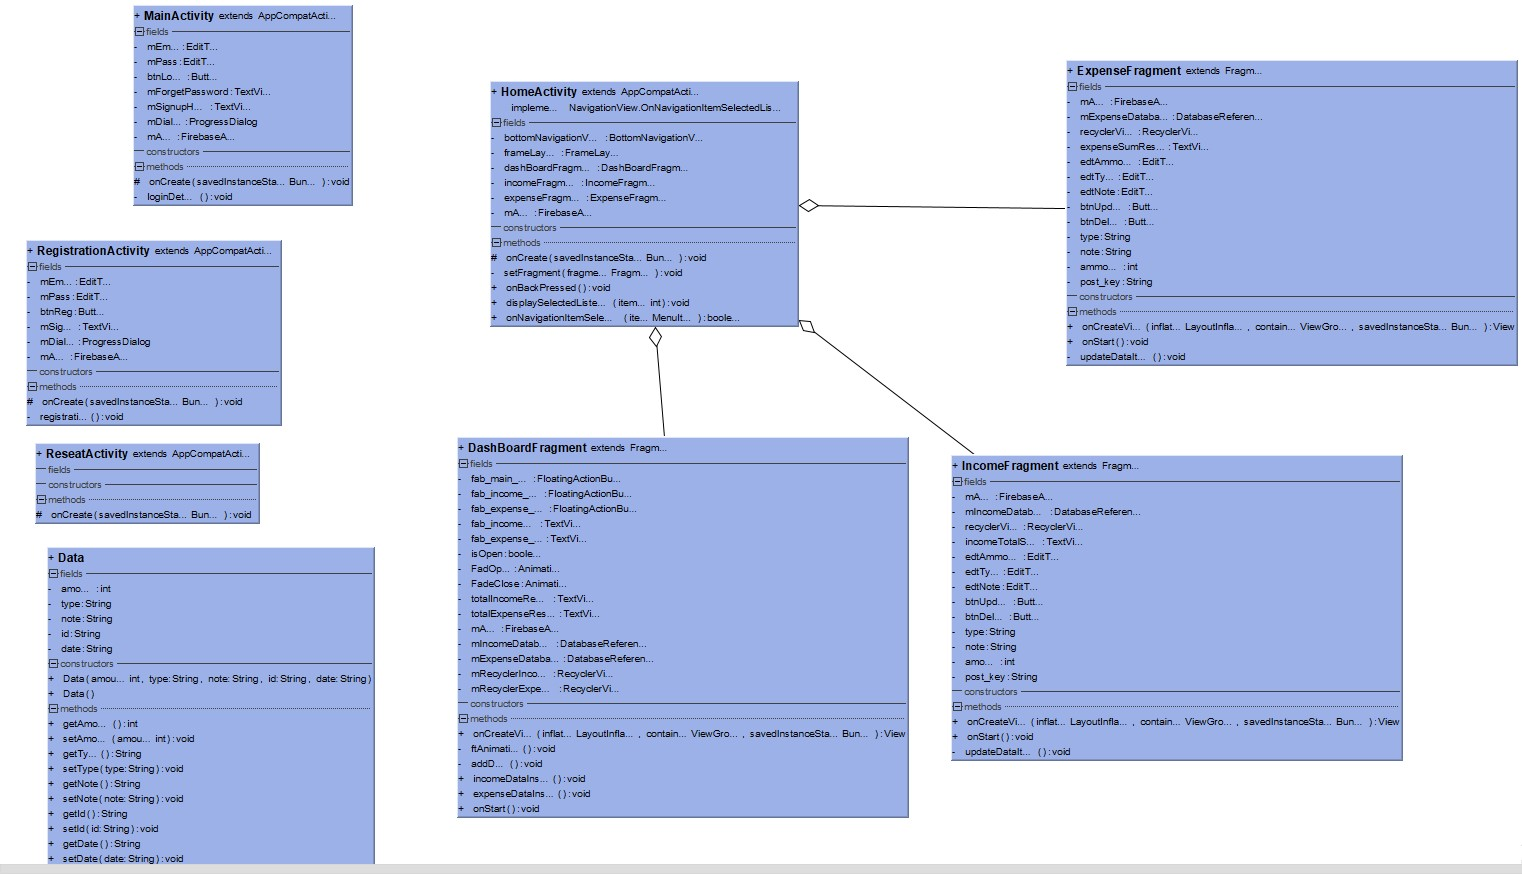 + MainActivity extends AppCompatActi...
fields
- mEm... : EditT...
- mPass : EditT...
- btnLo... : Butt...
- mForgetPassword : TextVi...
- mSignupH... : TextVi...
- mDial... : ProgressDialog
- mA... : FirebaseA...
constructors
methods
# onCreate ( savedInstanceSta... Bun... ) : void
- loginDet... ( ) : void
+ RegistrationActivity extends AppCompatActi...
fields
- mEm... : EditT...
- mPass : EditT...
- btnReg : Butt...
- mSig... : TextVi...
- mDial... : ProgressDialog
- mA... : FirebaseA...
constructors
methods
# onCreate ( savedInstanceSta... Bun... ) : void
- registrati... ( ) : void
+ ReseatActivity extends AppCompatActi...
fields
constructors
methods
# onCreate ( savedInstanceSta... Bun... ) : void
+ Data
fields
- amo... : int
- type : String
- note : String
- id : String
- date : String
constructors
+ Data ( amou... int, type: String, note: String, id: String, date: String )
+ Data ( )
methods
+ getAmo... ( ) : int
+ setAmo... ( amou... int ) : void
+ getTy... ( ) : String
+ setType ( type: String ) : void
+ getNote ( ) : String
+ setNote ( note: String ) : void
+ getId ( ) : String
+ setId ( id: String ) : void
+ getDate ( ) : String
+ setDate ( date: String ) : void
+ HomeActivity extends AppCompatActi...
impleme... NavigationView.OnNavigationItemSelectedLis...
fields
- bottomNavigationV... : BottomNavigationV...
- frameLay... : FrameLay...
- dashBoardFragm... : DashBoardFragm...
- incomeFragm... : IncomeFragm...
- expenseFragm... : ExpenseFragm...
- mA... : FirebaseA...
constructors
methods
# onCreate ( savedInstanceSta... Bun... ) : void
- setFragment ( fragme... Fragm... ) : void
+ onBackPressed ( ) : void
+ displaySelectedListe... ( item... int ) : void
+ onNavigationItemSele... ( ite... MenuIt... ) : boole...
+ DashBoardFragment extends Fragm...
fields
- fab_main_... : FloatingActionBu...
- fab_income_... : FloatingActionBu...
- fab_expense_... : FloatingActionBu...
- fab_income... : TextVi...
- fab_expense_... : TextVi...
- isOpen : boole...
- FadOp... : Animati...
- FadeClose : Animati...
- totalIncomeRe... : TextVi...
- totalExpenseRes... : TextVi...
- mA... : FirebaseA...
- mIncomeDatab... : DatabaseReferen...
- mExpenseDataba... : DatabaseReferen...
- mRecyclerInco... : RecyclerVi...
- mRecyclerExpe... : RecyclerVi...
constructors
methods
+ onCreateVi... ( inflat... LayoutInfla... , contain... ViewGro... , savedInstanceSta... Bun... ) : View
- ftAnimati... ( ) : void
- addD... ( ) : void
+ incomeDataIns... ( ) : void
+ expenseDataIns... ( ) : void
+ onStart ( ) : void
+ ExpenseFragment extends Fragm...
fields
- mA... : FirebaseA...
- mExpenseDataba... : DatabaseReferen...
- recyclerVi... : RecyclerVi...
- expenseSumRes... : TextVi...
- edtAmmo... : EditT...
- edtTy... : EditT...
- edtNote : EditT...
- btnUpd... : Butt...
- btnDel... : Butt...
- type : String
- note : String
- ammo... : int
- post_key : String
constructors
methods
+ onCreateVi... ( inflat... LayoutInfla... , contain... ViewGro... , savedInstanceSta... Bun... ) : View
+ onStart ( ) : void
- updateDataIt... ( ) : void
+ IncomeFragment extends Fragm...
fields
- mA... : FirebaseA...
- mIncomeDatab... : DatabaseReferen...
- recyclerVi... : RecyclerVi...
- incomeTotalS... : TextVi...
- edtAmmo... : EditT...
- edtTy... : EditT...
- edtNote : EditT...
- btnUpd... : Butt...
- btnDel... : Butt...
- type : String
- note : String
- amo... : int
- post_key : String
constructors
methods
+ onCreateVi... ( inflat... LayoutInfla... , contain... ViewGro... , savedInstanceSta... Bun... ) : View
+ onStart ( ) : void
- updateDataIt... ( ) : void